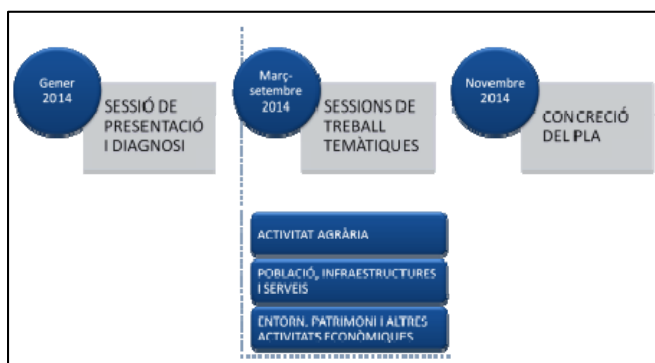 Gener
2014
SESSIÓ DE
PRESENTACIÓ
I DIAGNOSI
Març-
setembre
2014
SESSIONS DE
TREBALL
TEMÀTIQUES
Novembre
2014
CONCRECIÓ
DEL PLA
ACTIVITAT AGRÀRIA
POBLACIÓ, INFRAESTRUCTURES
I SERVEIS
ENTORN, PATRIMONI I ALTRES
ACTIVITATS ECONÒMIQUES